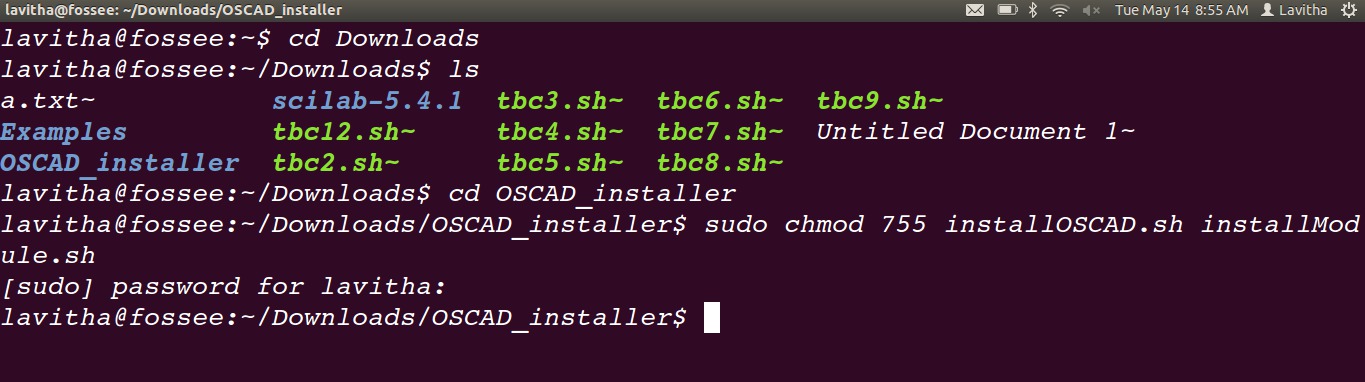 lavitha@fossee: ~/Downloads/OSCAD_installer Tue May 14 8:55 AM Lavitha
lavitha@fossee:~$ cd Downloads
lavitha@fossee:~/Downloads$ ls
a.txt~ scilab-5.4.1 tbc3.sh~ tbc6.sh~ tbc9.sh~
Examples tbc12.sh~ tbc4.sh~ tbc7.sh~ Untitled Document 1~
OSCAD_installer tbc2.sh~ tbc5.sh~ tbc8.sh~
lavitha@fossee:~/Downloads$ cd OSCAD_installer
lavitha@fossee:~/Downloads/OSCAD_installer$ sudo chmod 755 installOSCAD.sh installMod
ule.sh
[sudo] password for lavitha:
lavitha@fossee:~/Downloads/OSCAD_installer$